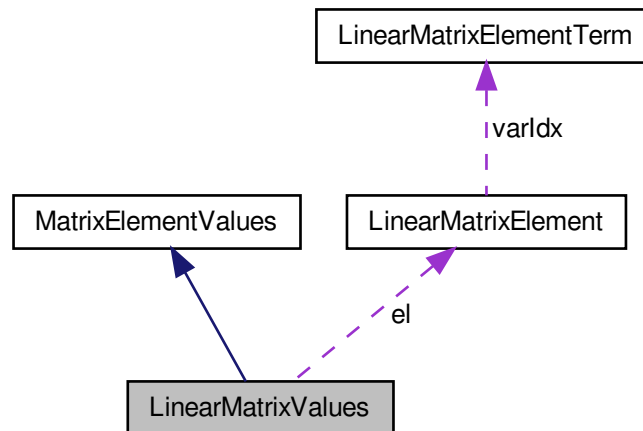 LinearMatrixElementTerm
varIdx
MatrixElementValues
LinearMatrixElement
el
LinearMatrixValues